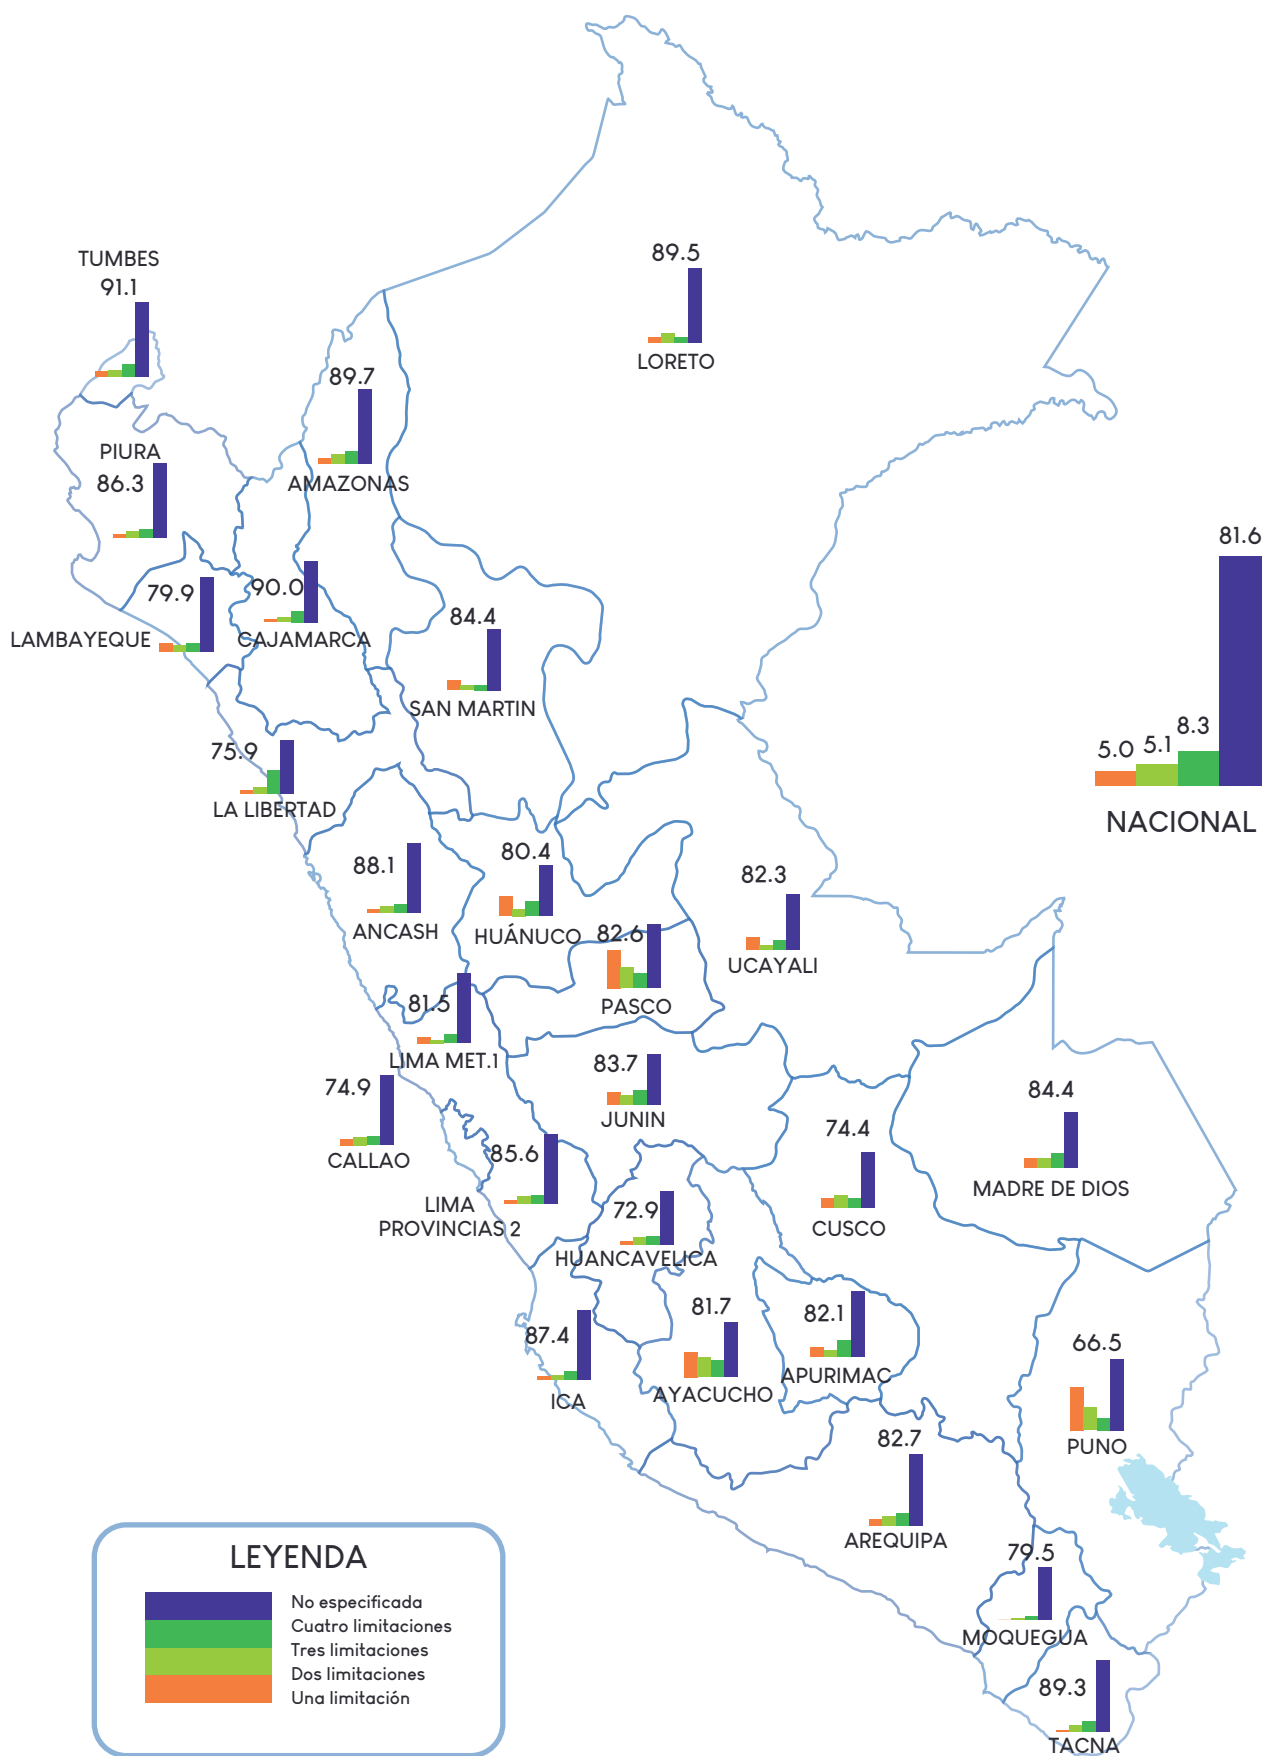 TUMBES
91.1
89.5
LORETO
89.7
AMAZONAS
PIURA
86.3
81.6
5.0
5.1
8.3
NACIONAL
79.9
LAMBAYEQUE
90.0
CAJAMARCA
84.4
SAN MARTIN
75.9
LA LIBERTAD
88.1
ANCASH
80.4
HUÁNUCO
82.6
PASCO
82.3
UCAYALI
81.5
LIMA MET.1
83.7
JUNIN
74.9
CALLAO
84.4
MADRE DE DIOS
74.4
CUSCO
85.6
LIMA
PROVINCIAS 2
72.9
HUANCAVELICA
87.4
ICA
81.7
AYACUCHO
82.1
APURIMAC
66.5
PUNO
82.7
AREQUIPA
79.5
MOQUEGUA
89.3
TACNA
LEYENDA
No especificada
Cuatro limitaciones
Tres limitaciones
Dos limitaciones
Una limitación